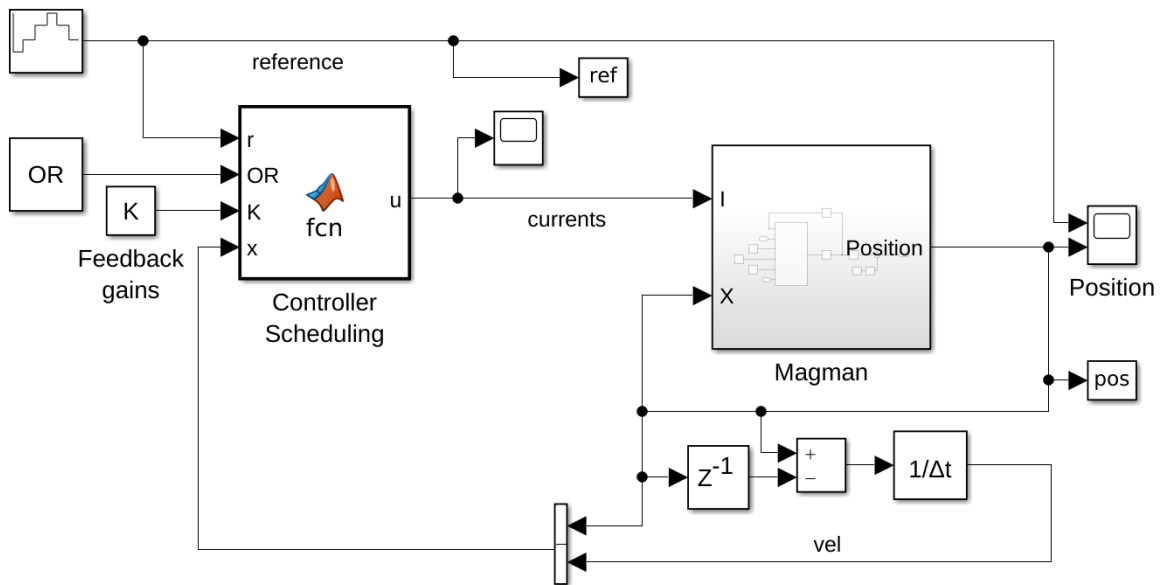 reference
ref
r
OR
OR
K
K
x
fcn
u
Feedback
gains
Controller
Scheduling
currents
I
X
Position
Magman
Position
pos
Z-1
+
−
1/Δt
vel